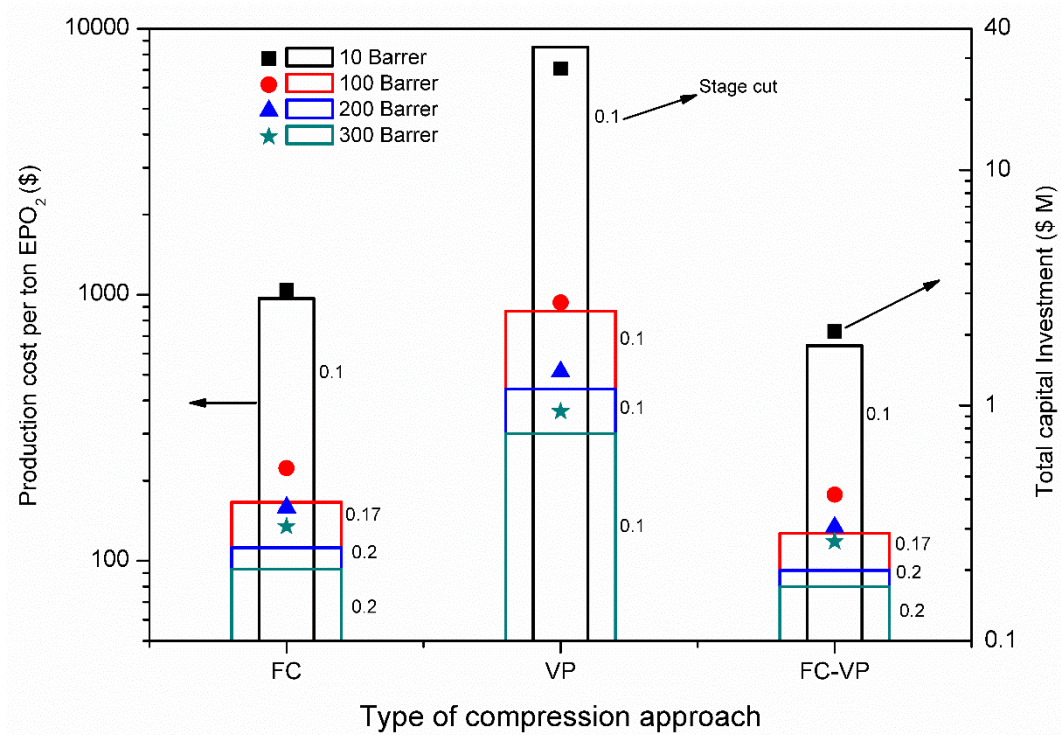 10000
1000
100
Production cost per ton EPO2 ($)
10 Barrer
100 Barrer
200 Barrer
300 Barrer
Stage cut
0.1
0.17
0.2
0.2
0.1
0.1
0.1
0.1
0.1
0.17
0.2
0.2
40
10
1
0.1
Total capital Investment ($ M)
FC
VP
FC-VP
Type of compression approach